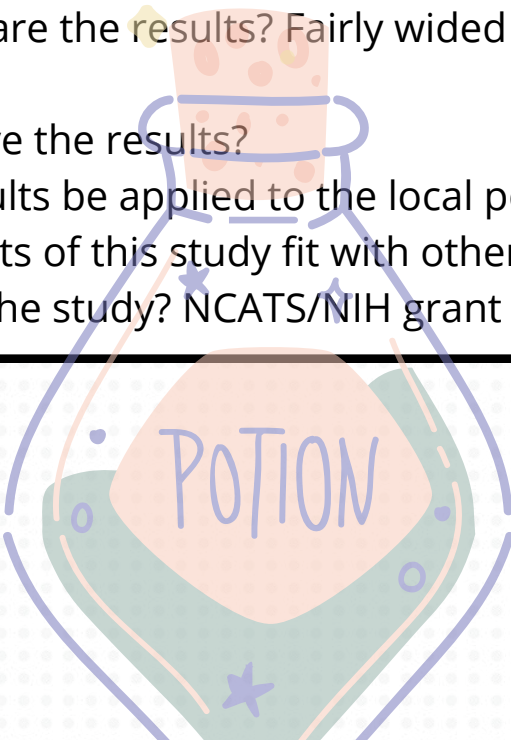 are the results? Fairly wided
e the results?
ults be applied to the local p
ts of this study fit with other
he study? NCATS/NIH grant
POTION